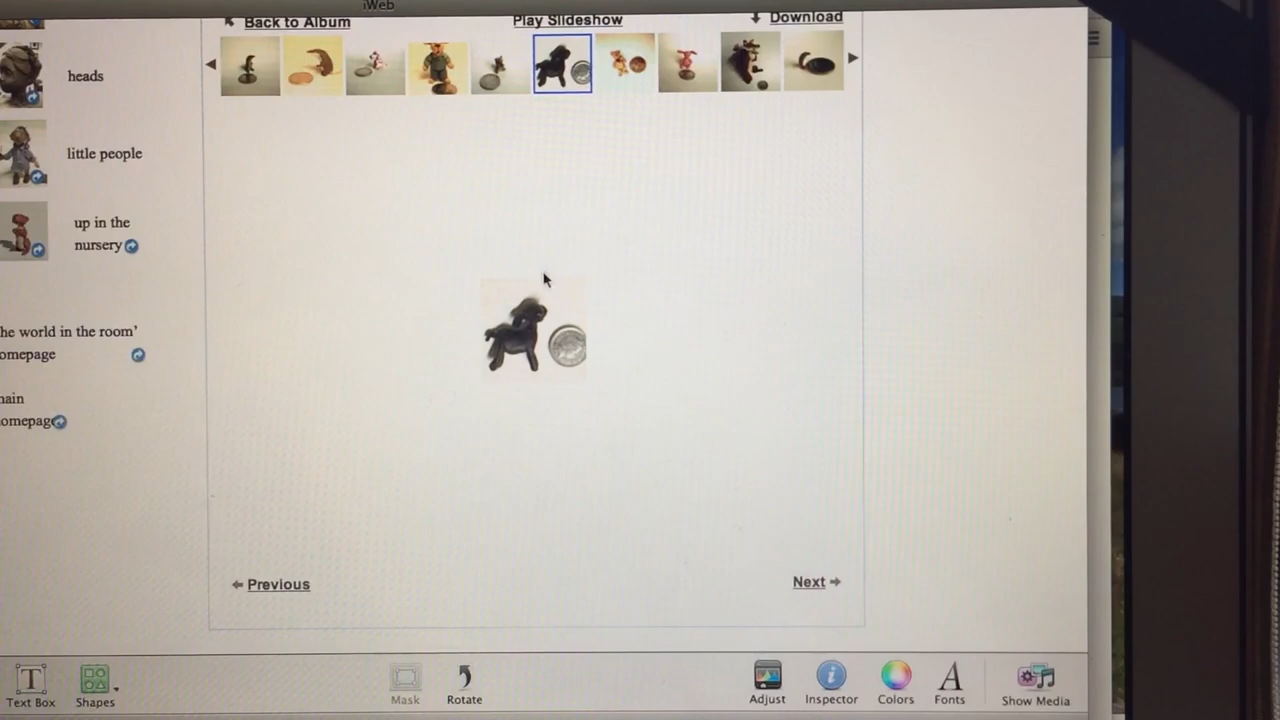 iWeb
Back to Album
Play Slideshow
Download
heads
little people
up in the
nursery
he world in the room'
omepage
nain
omepage
Previous
Next
Text Box
Shapes
Mask
Rotate
Adjust
Inspector
Colors
Fonts
Show Media